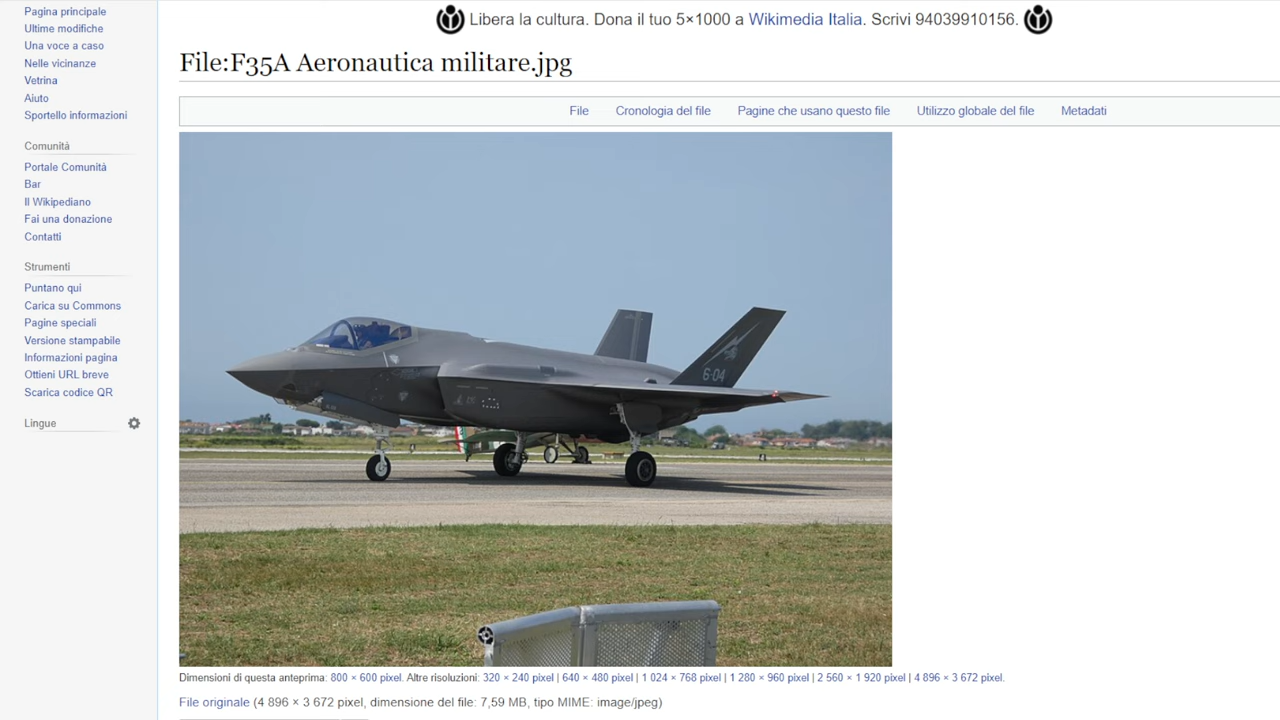 Pagina principale
Ultime modifiche
Una voce a caso
Nelle vicinanze
Vetrina
Aiuto
Sportello informazioni
Comunità
Portale Comunità
Bar
Il Wikipediano
Fai una donazione
Contatti
Strumenti
Puntano qui
Carica su Commons
Pagine speciali
Versione stampabile
Informazioni pagina
Ottieni URL breve
Scarica codice QR
Lingue
Libera la cultura. Dona il tuo 5×1000 a Wikimedia Italia. Scrivi 94039910156.
File:F35A Aeronautica militare.jpg
File Cronologia del file Pagine che usano questo file Utilizzo globale del file Metadati
6-04
Dimensioni di questa anteprima: 800 × 600 pixel. Altre risoluzioni: 320 × 240 pixel | 640 × 480 pixel | 1 024 × 768 pixel | 1 280 × 960 pixel | 2 560 × 1 920 pixel | 4 896 × 3 672 pixel.
File originale (4 896 × 3 672 pixel, dimensione del file: 7,59 MB, tipo MIME: image/jpeg)